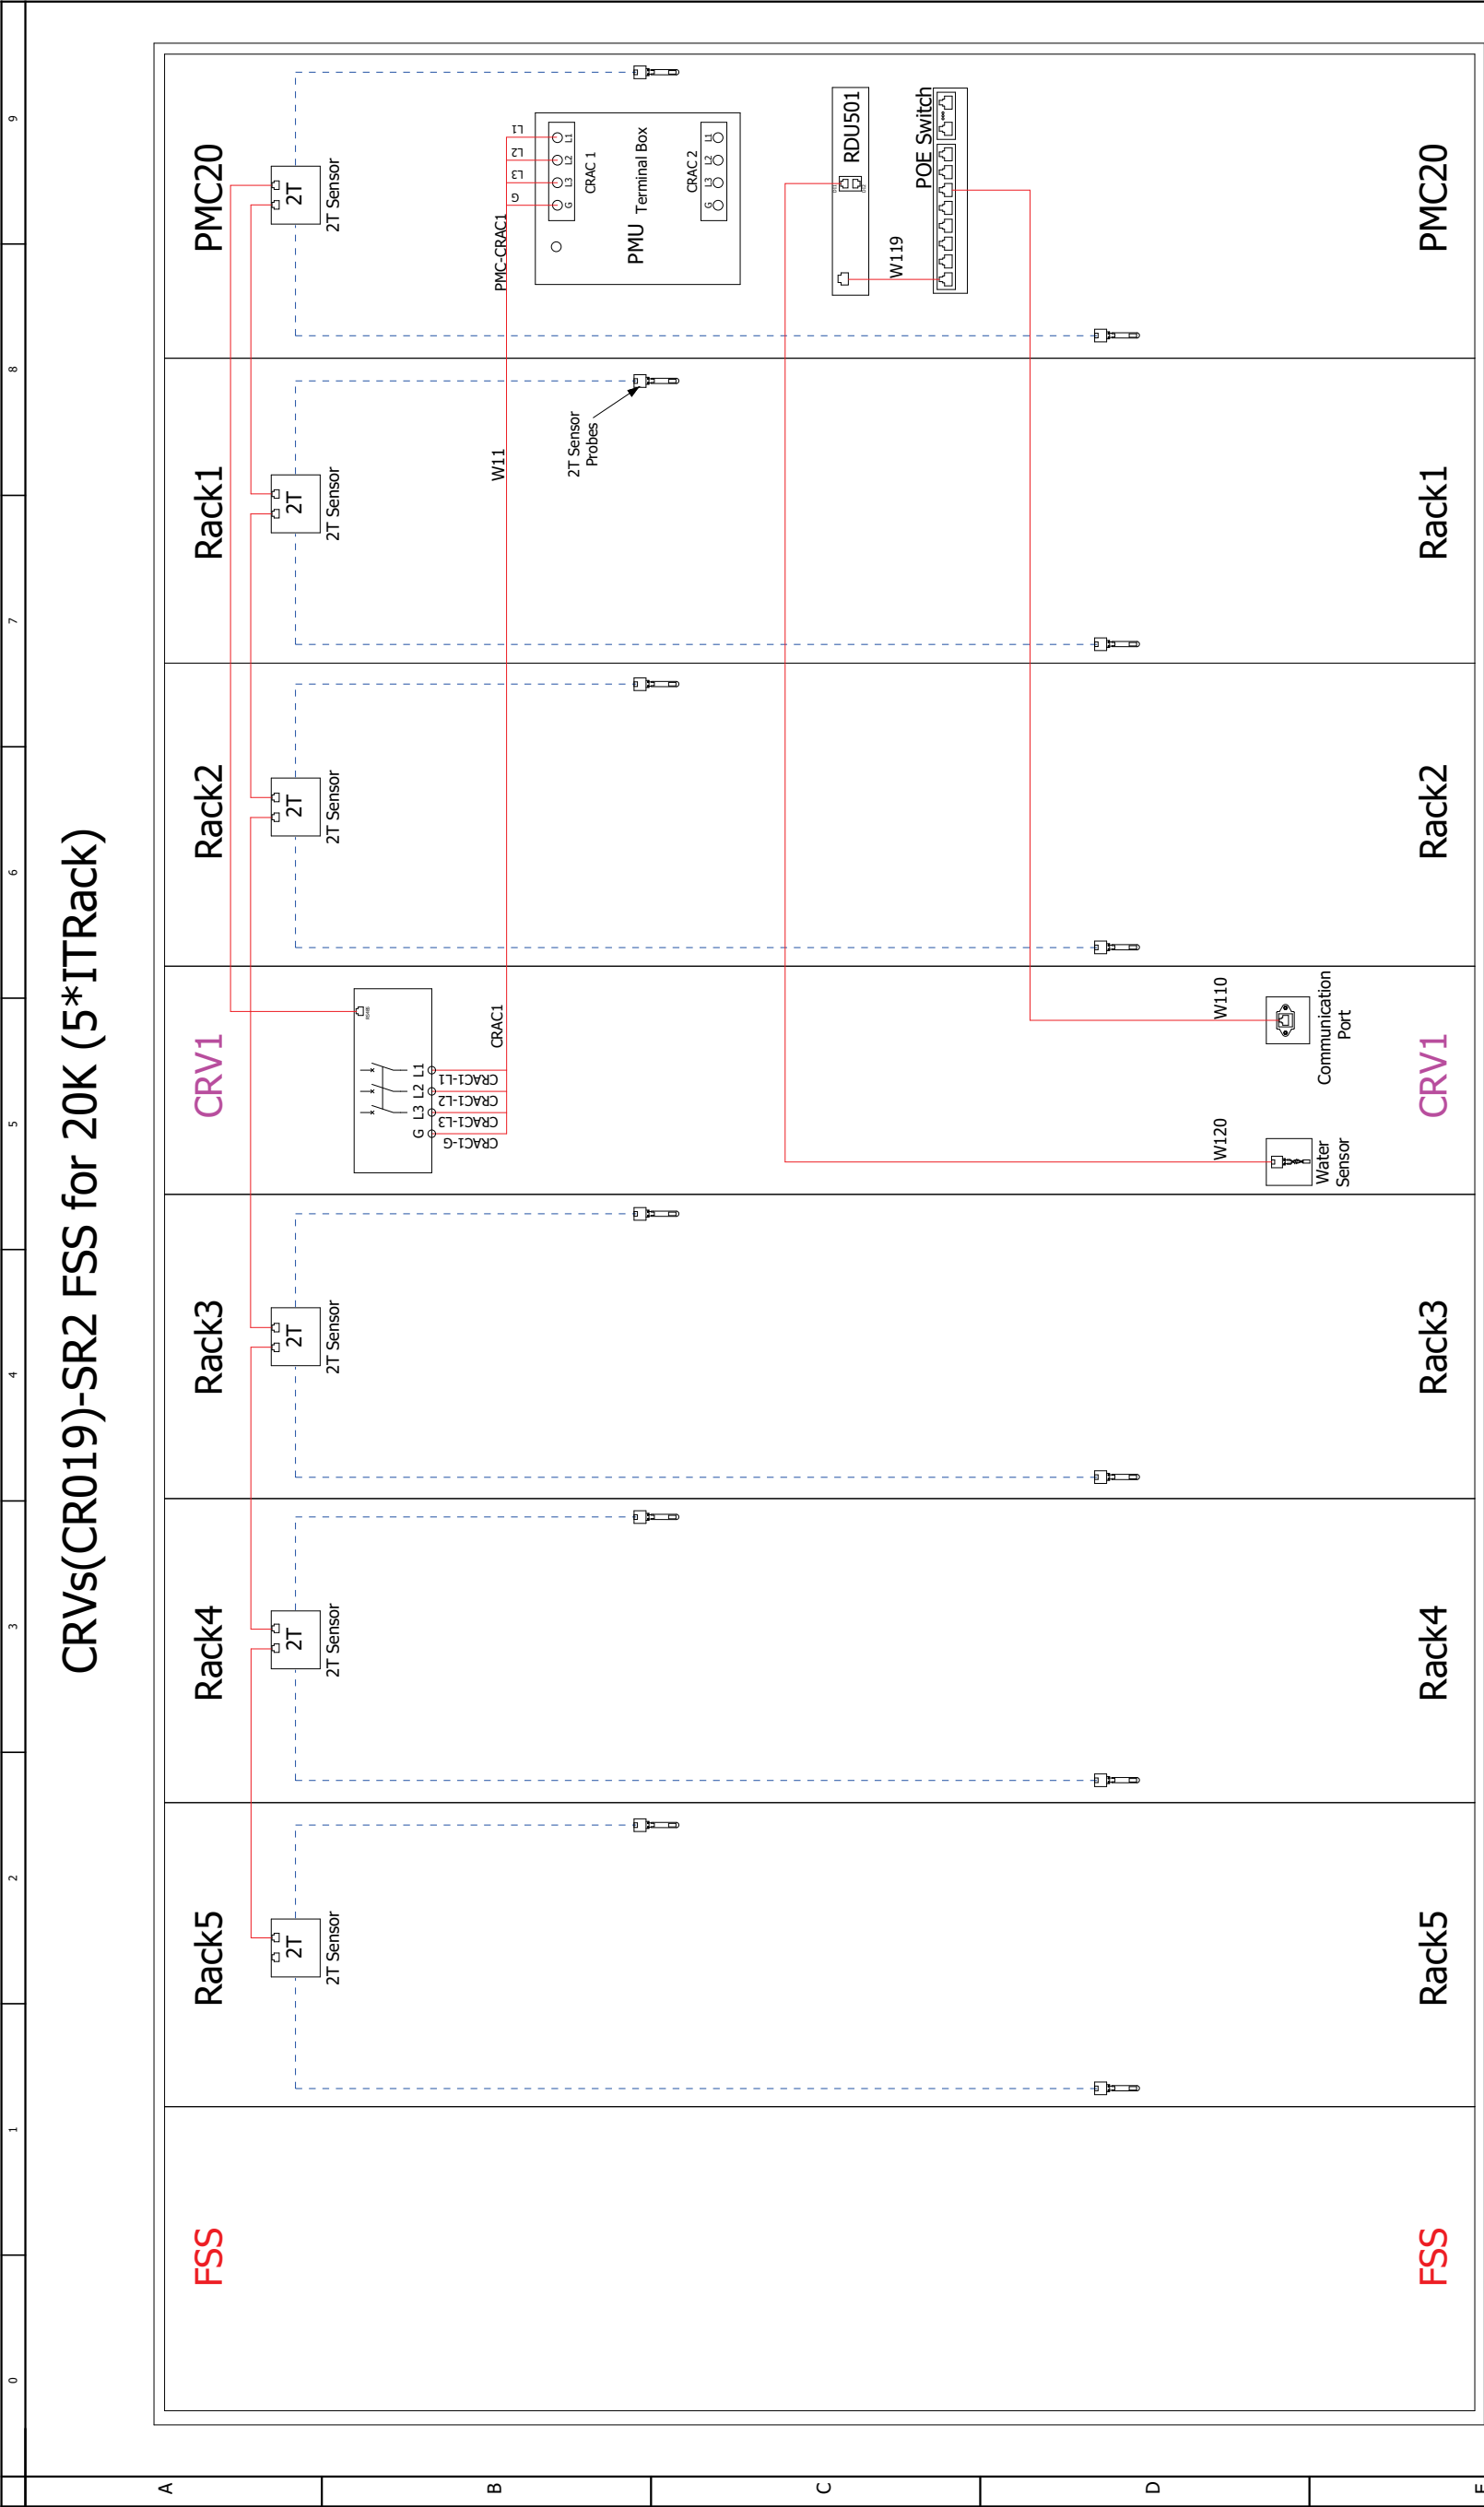 CRVs(CR019)-SR2 FSS for 20K (5*ITRack)
0
1
2
3
4
5
6
7
8
9
A
B
C
D
FSS
Rack5
Rack4
Rack3
CRV1
Rack2
Rack1
PMC20
2T
2T Sensor
2T
2T Sensor
2T
2T Sensor
2T
2T Sensor
2T
2T Sensor
2T
2T Sensor
G
L3
L2
L1
CRAC1-G
CRAC1-L3
CRAC1-L2
CRAC1-L1
CRAC1
W11
PMC-CRAC1
G
L3
L2
L1
G
L3
L2
L1
CRAC 1
PMU
Terminal Box
CRAC 2
G
L3
L2
L1
2T Sensor
Probes
RDU501
W119
POE Switch
W120
Water
Sensor
W110
Communication
Port
FSS
Rack5
Rack4
Rack3
CRV1
Rack2
Rack1
PMC20